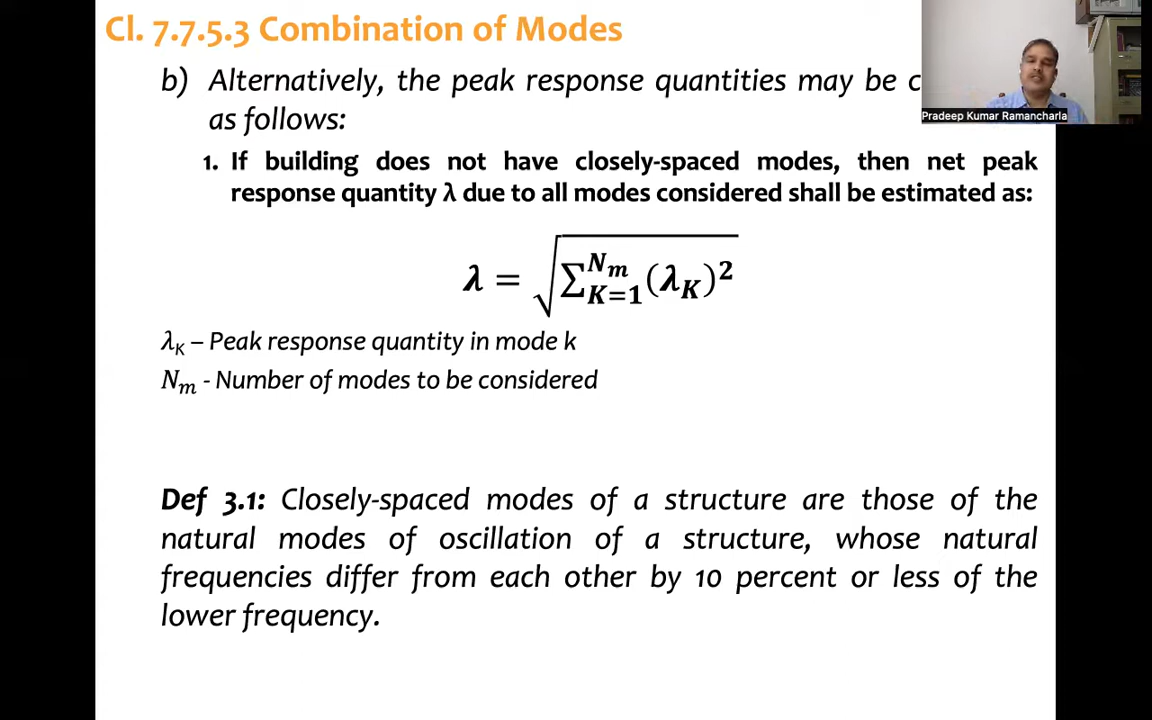 Cl. 7.7.5.3 Combination of Modes
b) Alternatively, the peak response quantities may be
as follows:
1. If building does not have closely-spaced modes, then net peak
response quantity λ due to all modes considered shall be estimated as:
λ = √(∑_{K=1}^{N_m} (λ_K)^2)
λ_K – Peak response quantity in mode k
N_m - Number of modes to be considered
Def 3.1: Closely-spaced modes of a structure are those of the
natural modes of oscillation of a structure, whose natural
frequencies differ from each other by 10 percent or less of the
lower frequency.
Pradeep Kumar Ramancharla